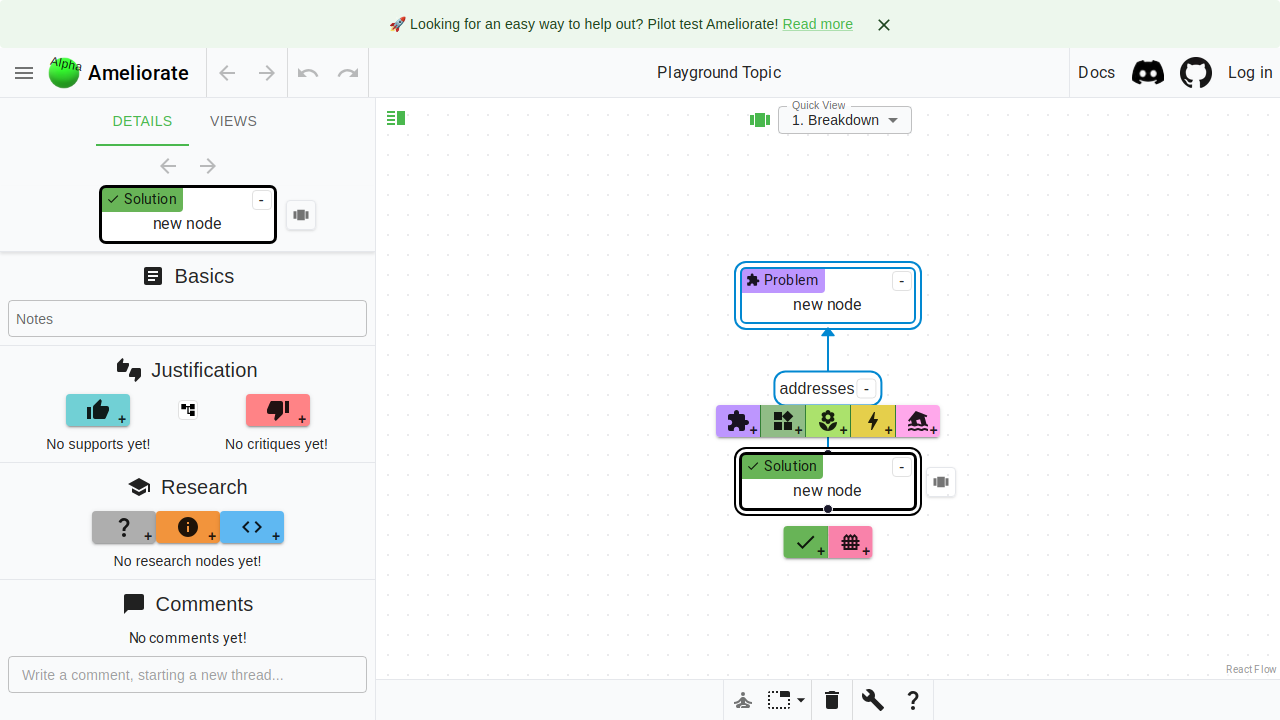 🚀 Looking for an easy way to help out? Pilot test Ameliorate! Read more
Alpha
Ameliorate
Playground Topic
Docs
Log in
DETAILS
VIEWS
Solution
-
new node
Basics
Notes
Justification
+
+
No supports yet!
No critiques yet!
Research
? +
+
+
No research nodes yet!
Comments
No comments yet!
Write a comment, starting a new thread...
Quick View
1. Breakdown
Problem
-
new node
addresses -
+
+
+
+
+
Solution
-
new node
+
+
React Flow
?